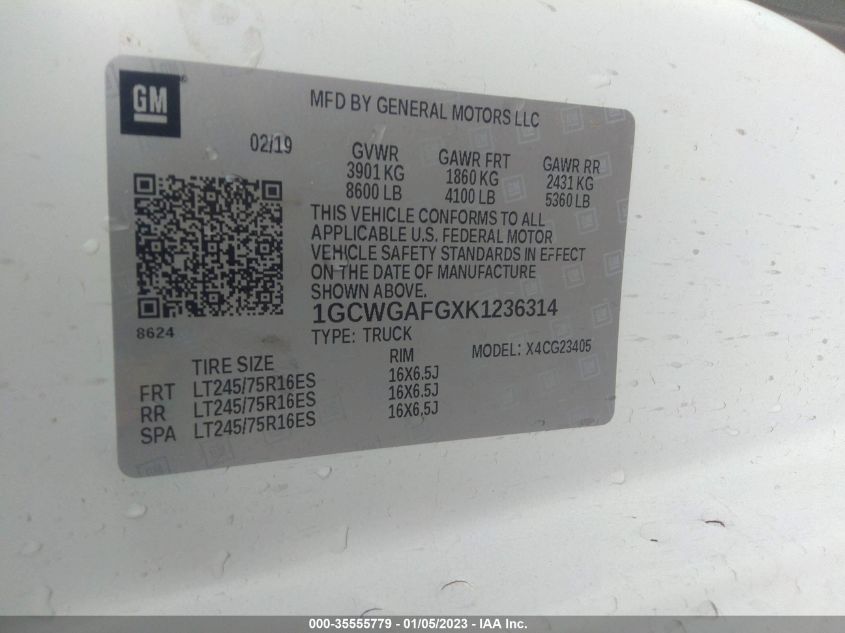 GM
MFD BY GENERAL MOTORS LLC
02/19
GVWR GAWR FRT GAWR RR
3901 KG 1860 KG 2431 KG
8600 LB 4100 LB 5360 LB
THIS VEHICLE CONFORMS TO ALL
APPLICABLE U.S. FEDERAL MOTOR
VEHICLE SAFETY STANDARDS IN EFFECT
ON THE DATE OF MANUFACTURE
SHOWN ABOVE.
1GCWGAFGXK1236314
8624
TYPE: TRUCK
MODEL: X4CG23405
TIRE SIZE RIM
FRT LT245/75R16ES 16X6.5J
RR LT245/75R16ES 16X6.5J
SPA LT245/75R16ES 16X6.5J
000-35555779 — 01/05/2023 - IAA Inc.